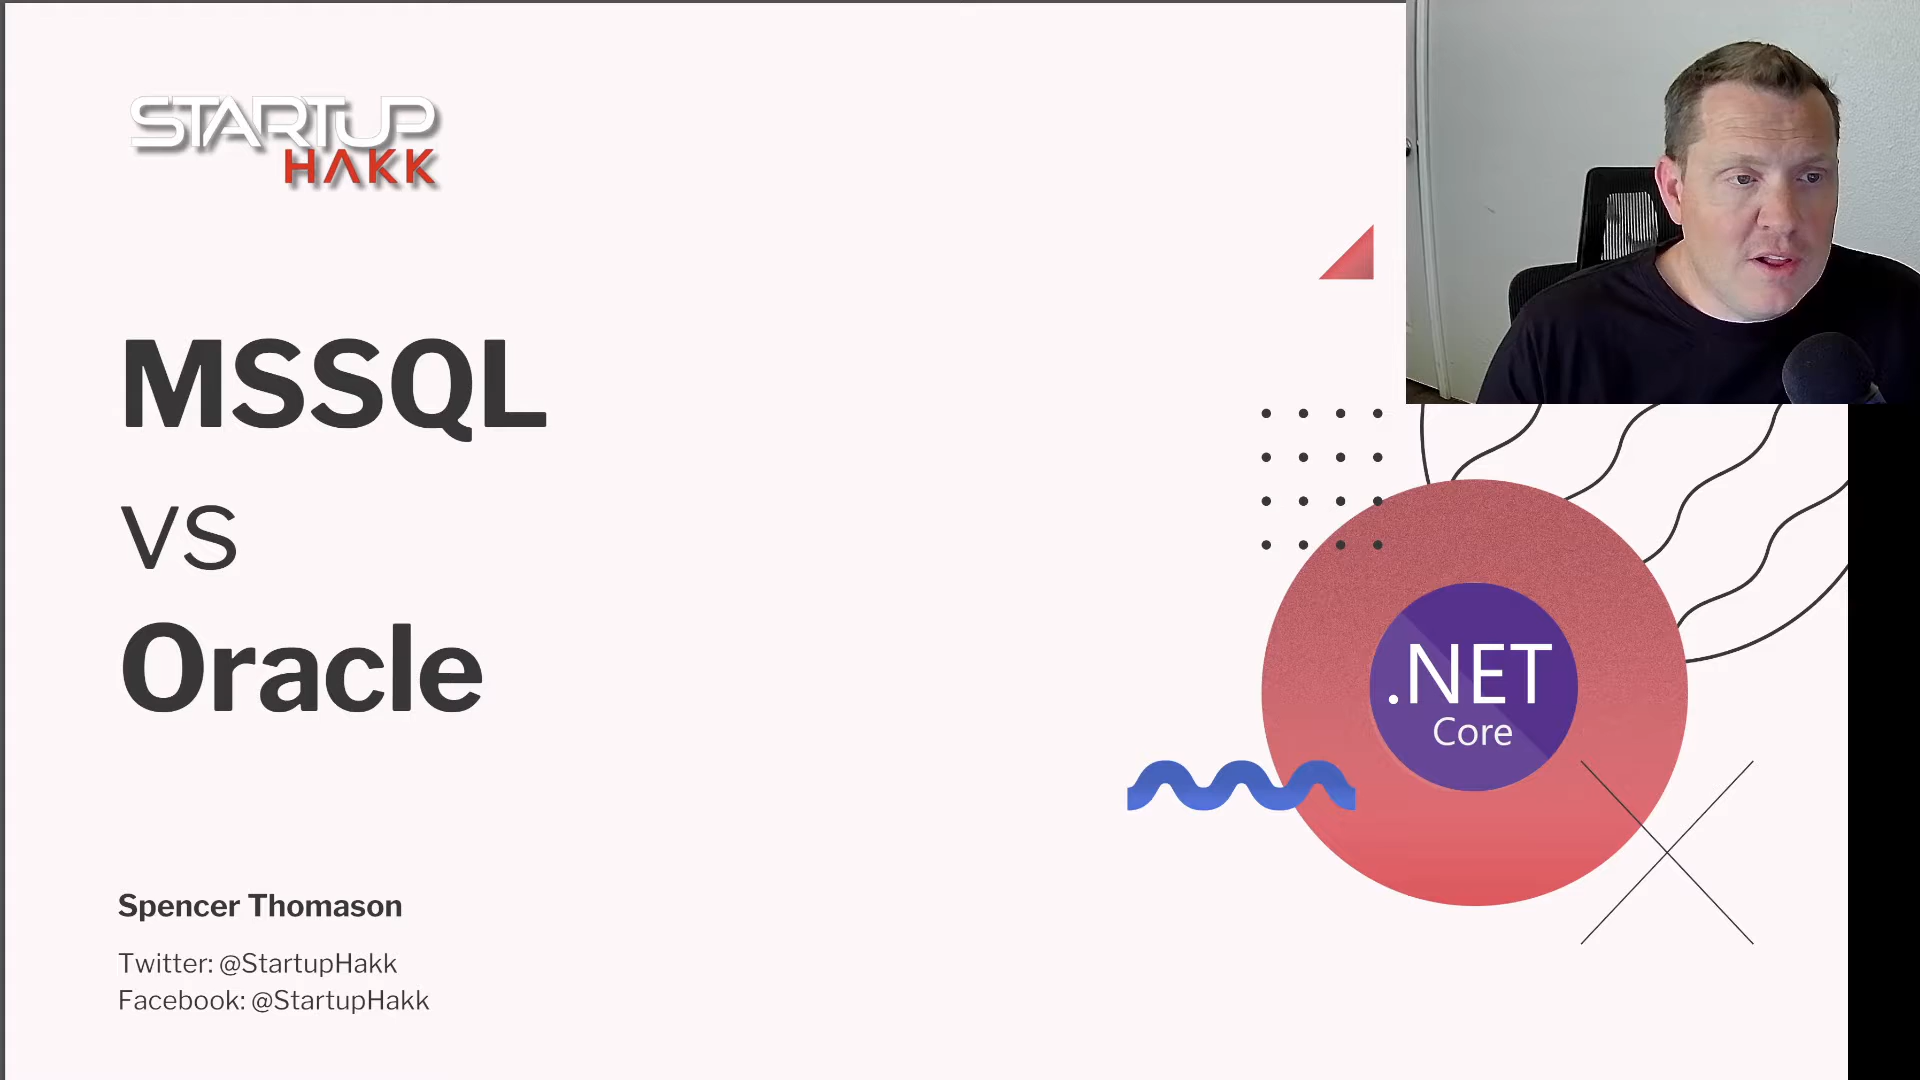 STARTUP
HAKK
MSSQL
VS
Oracle
.NET
Core
Spencer Thomason
Twitter: @StartupHakk
Facebook: @StartupHakk